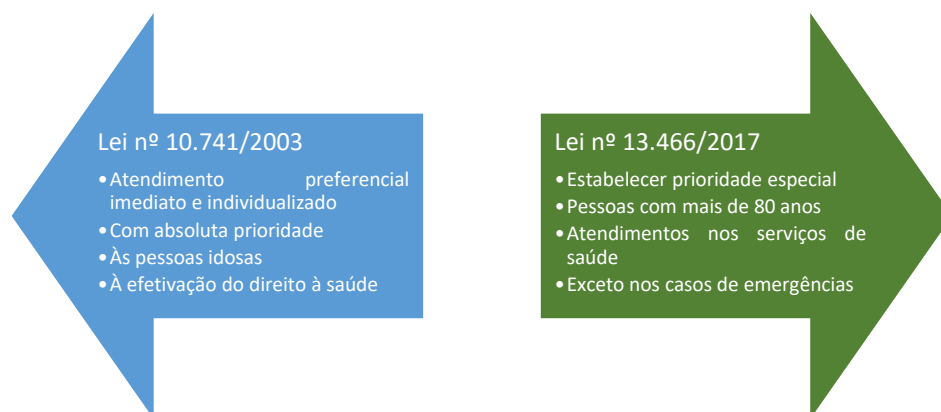 Lei nº 10.741/2003
•Atendimento preferencial
imediato e individualizado
•Com absoluta prioridade
•Às pessoas idosas
•À efetivação do direito à saúde
Lei nº 13.466/2017
•Estabelecer prioridade especial
•Pessoas com mais de 80 anos
•Atendimentos nos serviços de
saúde
•Exceto nos casos de emergências